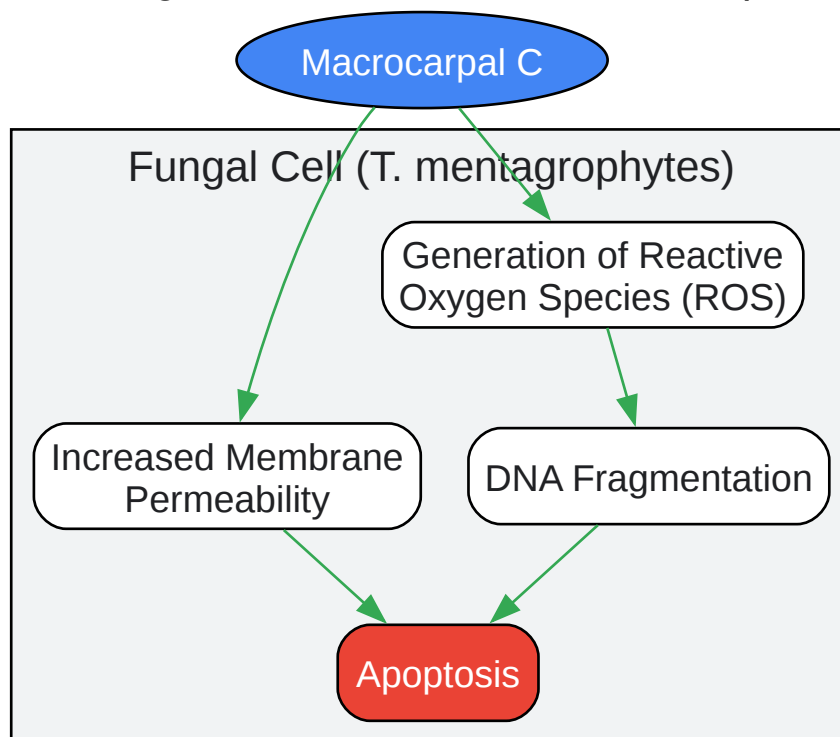 Macrocarpal C
Fungal Cell (T. mentagrophytes)
Generation of Reactive
Oxygen Species (ROS)
Increased Membrane
Permeability
DNA Fragmentation
Apoptosis